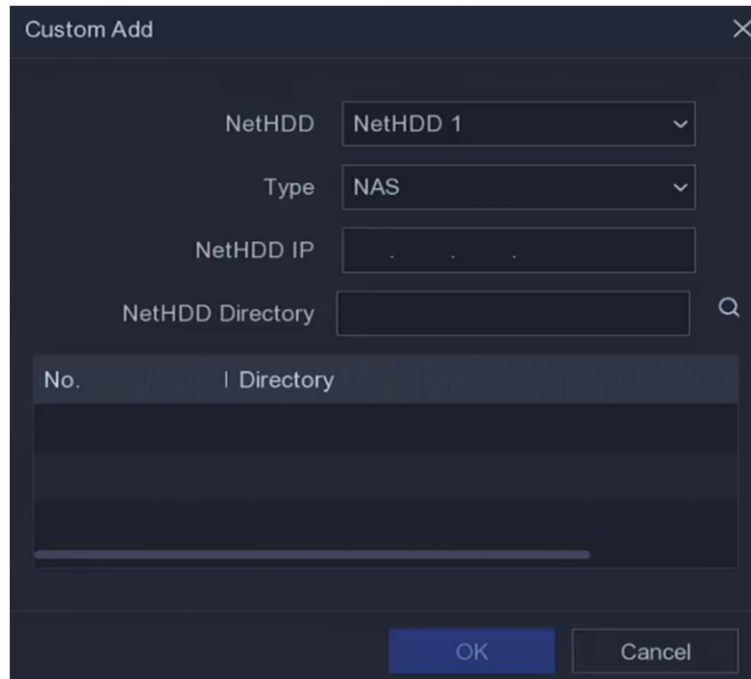 Custom Add
NetHDD NetHDD 1
Type NAS
NetHDD IP . . .
NetHDD Directory
No. Directory
OK Cancel